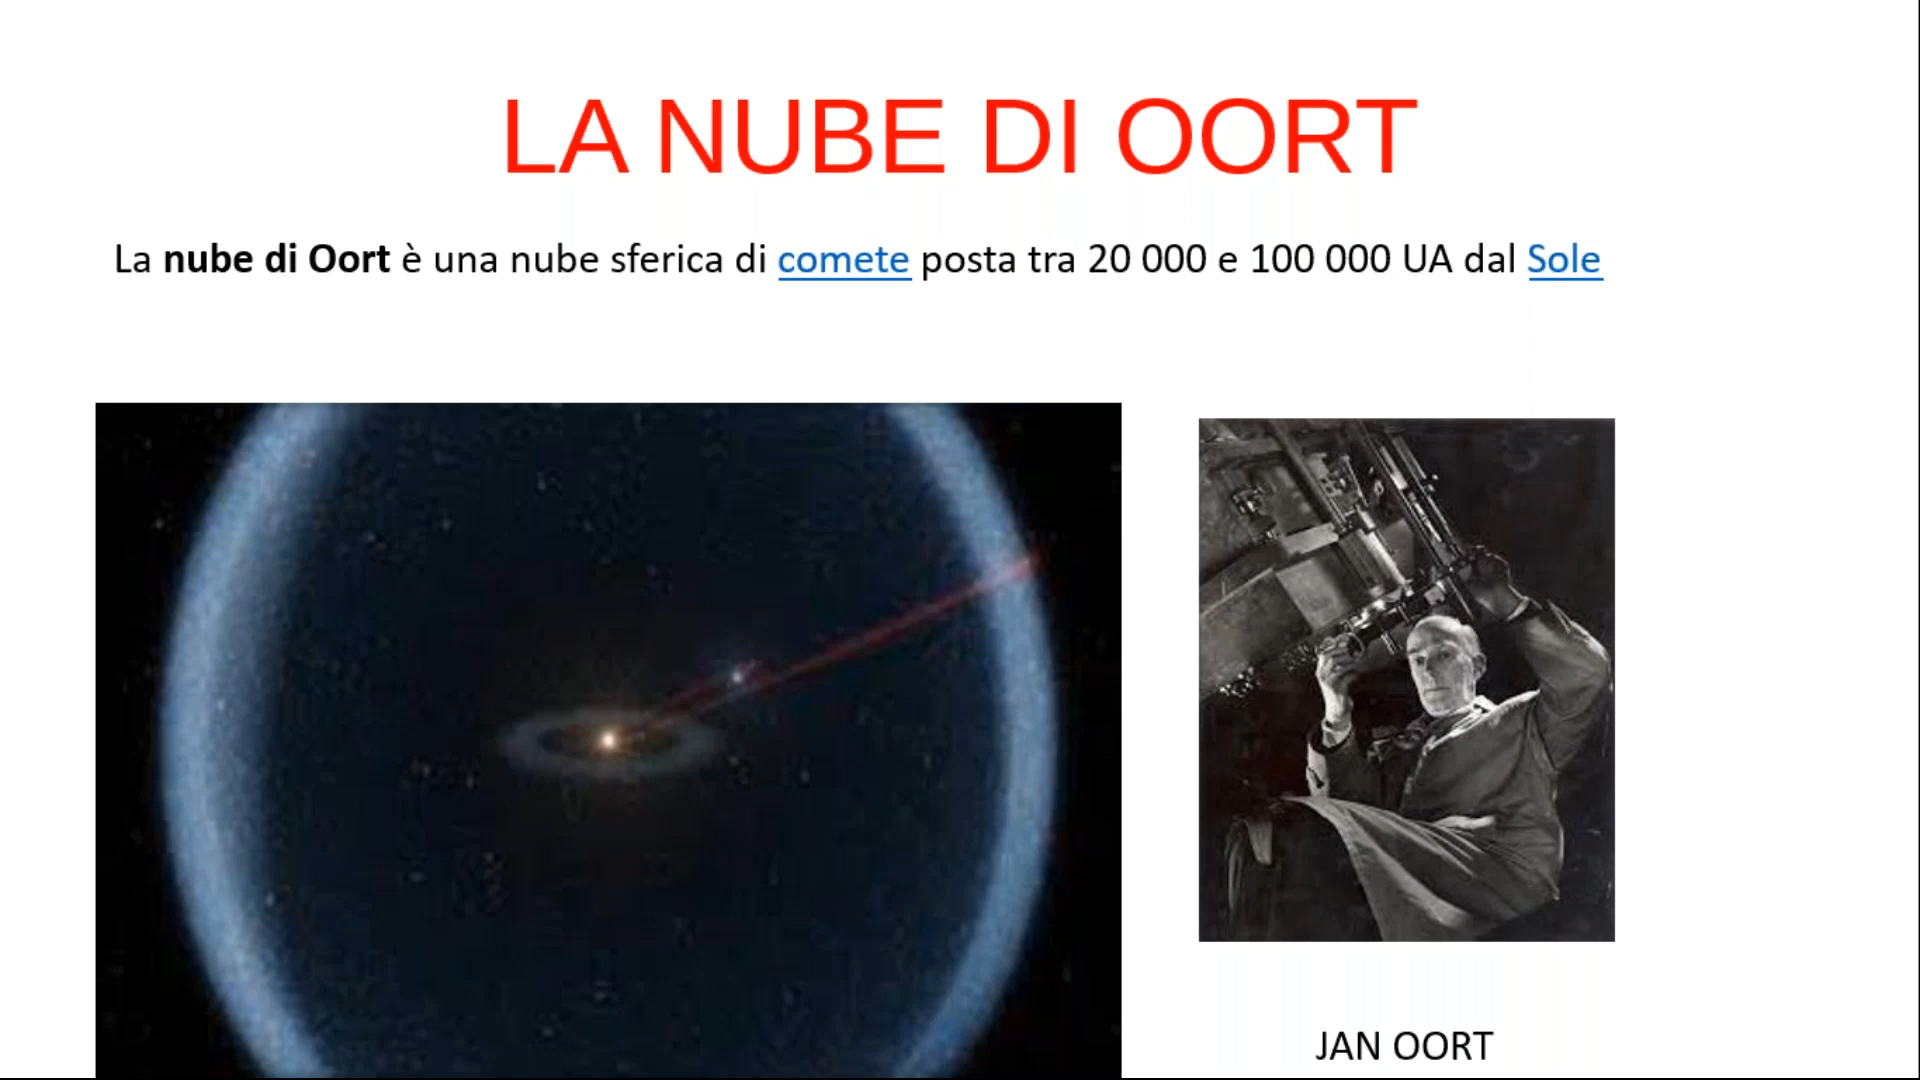 LA NUBE DI OORT
La nube di Oort è una nube sferica di comete posta tra 20 000 e 100 000 UA dal Sole
JAN OORT